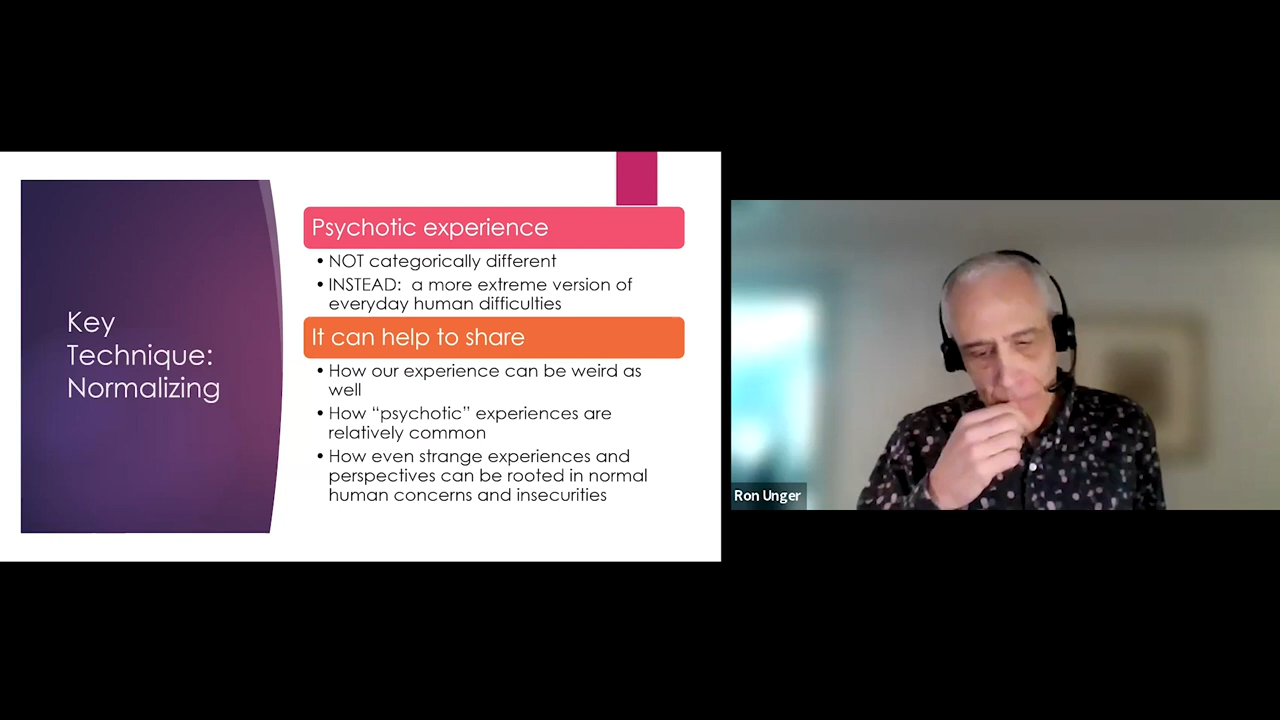 Key
Technique:
Normalizing
Psychotic experience
• NOT categorically different
• INSTEAD:  a more extreme version of
everyday human difficulties
It can help to share
• How our experience can be weird as
well
• How “psychotic” experiences are
relatively common
• How even strange experiences and
perspectives can be rooted in normal
human concerns and insecurities
Ron Unger